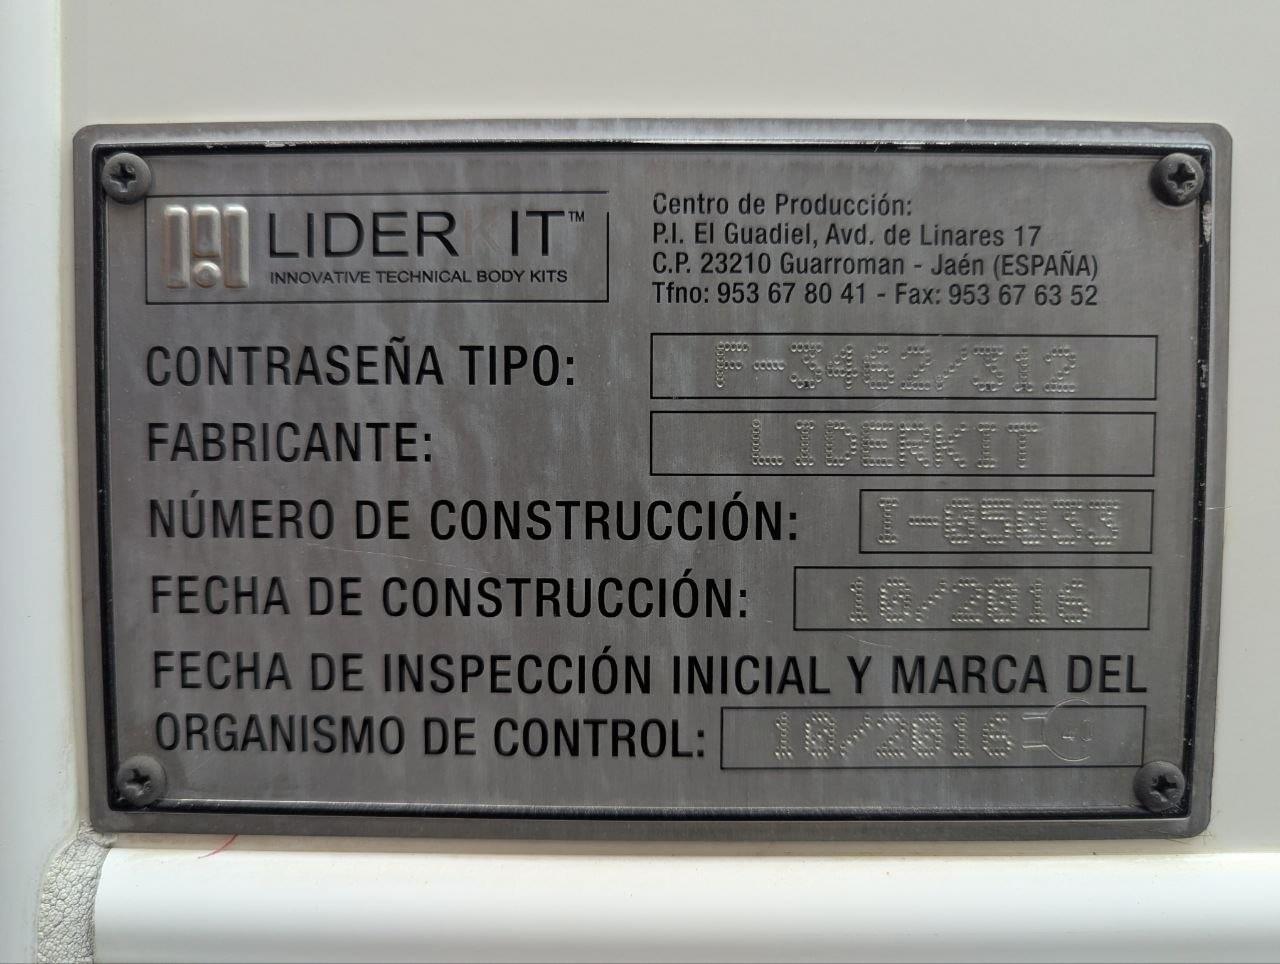 LIDERKIT™
INNOVATIVE TECHNICAL BODY KITS
Centro de Producción:
P.I. El Guadiel, Avd. de Linares 17
C.P. 23210 Guarroman - Jaén (ESPAÑA)
Tfno: 953 67 80 41 - Fax: 953 67 63 52
CONTRASEÑA TIPO: F-3462/312
FABRICANTE: LIDERKIT
NÚMERO DE CONSTRUCCIÓN: I-05033
FECHA DE CONSTRUCCIÓN: 10/2016
FECHA DE INSPECCIÓN INICIAL Y MARCA DEL
ORGANISMO DE CONTROL: 10/2016